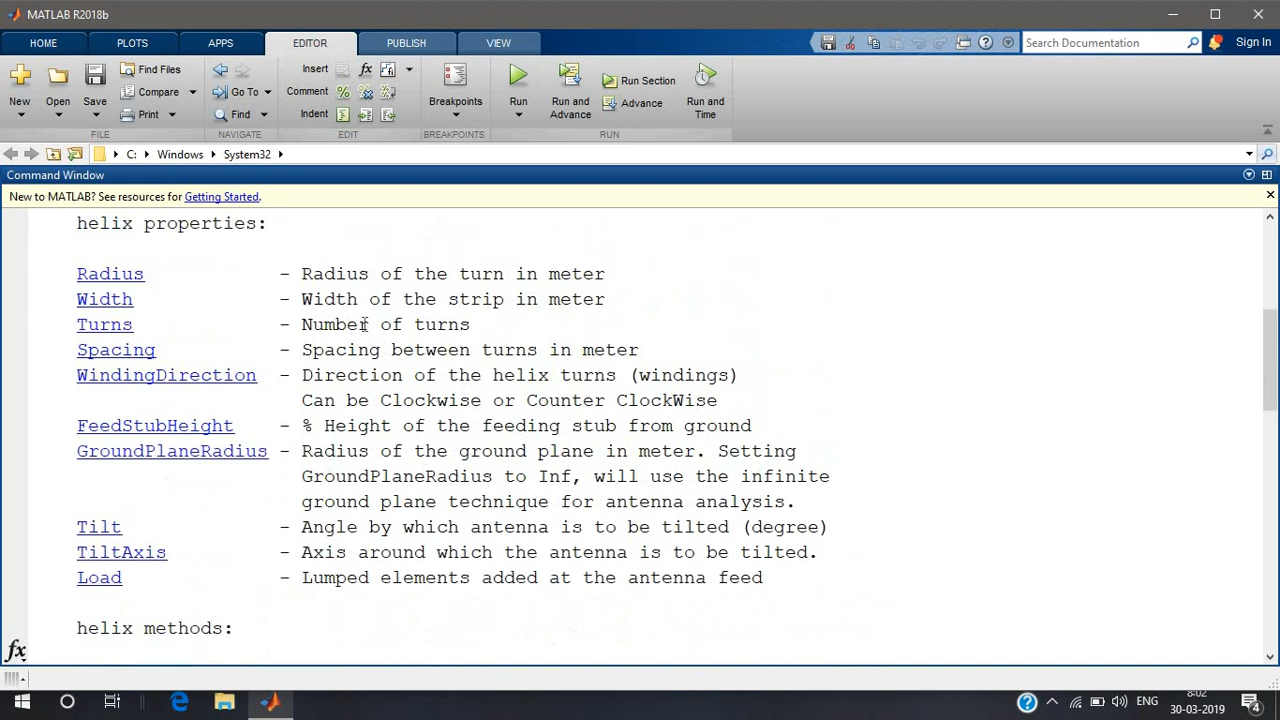 MATLAB R2018b
HOME PLOTS APPS EDITOR PUBLISH VIEW Search Documentation Sign In
New Open Save Find Files Compare Print Go To Find Insert Comment Indent fx Breakpoints Run Run and Advance Run Section Advance Run and Time
FILE NAVIGATE EDIT BREAKPOINTS RUN
C: Windows System32
Command Window
New to MATLAB? See resources for Getting Started.
helix properties:
Radius - Radius of the turn in meter
Width - Width of the strip in meter
Turns - Number of turns
Spacing - Spacing between turns in meter
WindingDirection - Direction of the helix turns (windings)
Can be Clockwise or Counter ClockWise
FeedStubHeight - % Height of the feeding stub from ground
GroundPlaneRadius - Radius of the ground plane in meter. Setting
GroundPlaneRadius to Inf, will use the infinite
ground plane technique for antenna analysis.
Tilt - Angle by which antenna is to be tilted (degree)
TiltAxis - Axis around which the antenna is to be tilted.
Load - Lumped elements added at the antenna feed
helix methods:
fx
ENG 8:02
30-03-2019 4